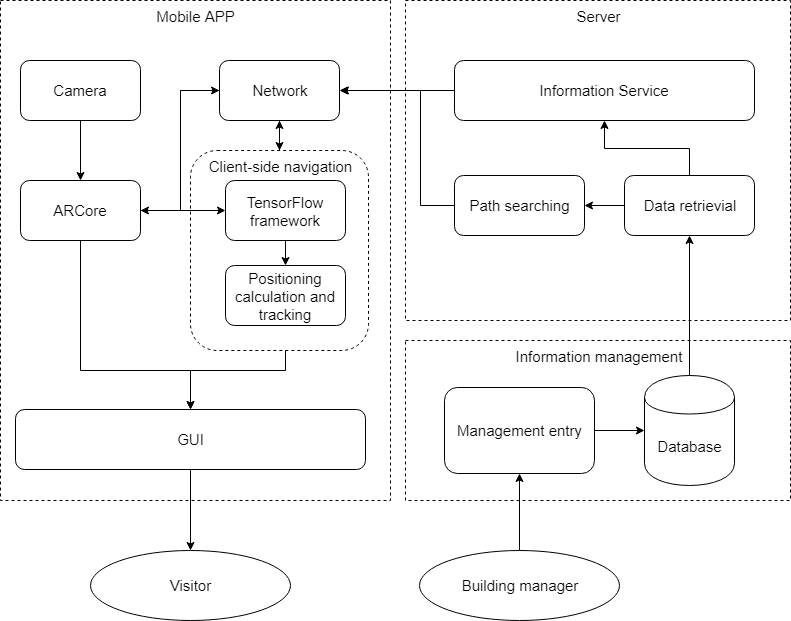 Mobile APP
Server
Camera
Network
Information Service
Client-side navigation
ARCore
TensorFlow
framework
Path searching
Data retrievial
Positioning
calculation and
tracking
Information management
GUI
Management entry
Database
Visitor
Building manager